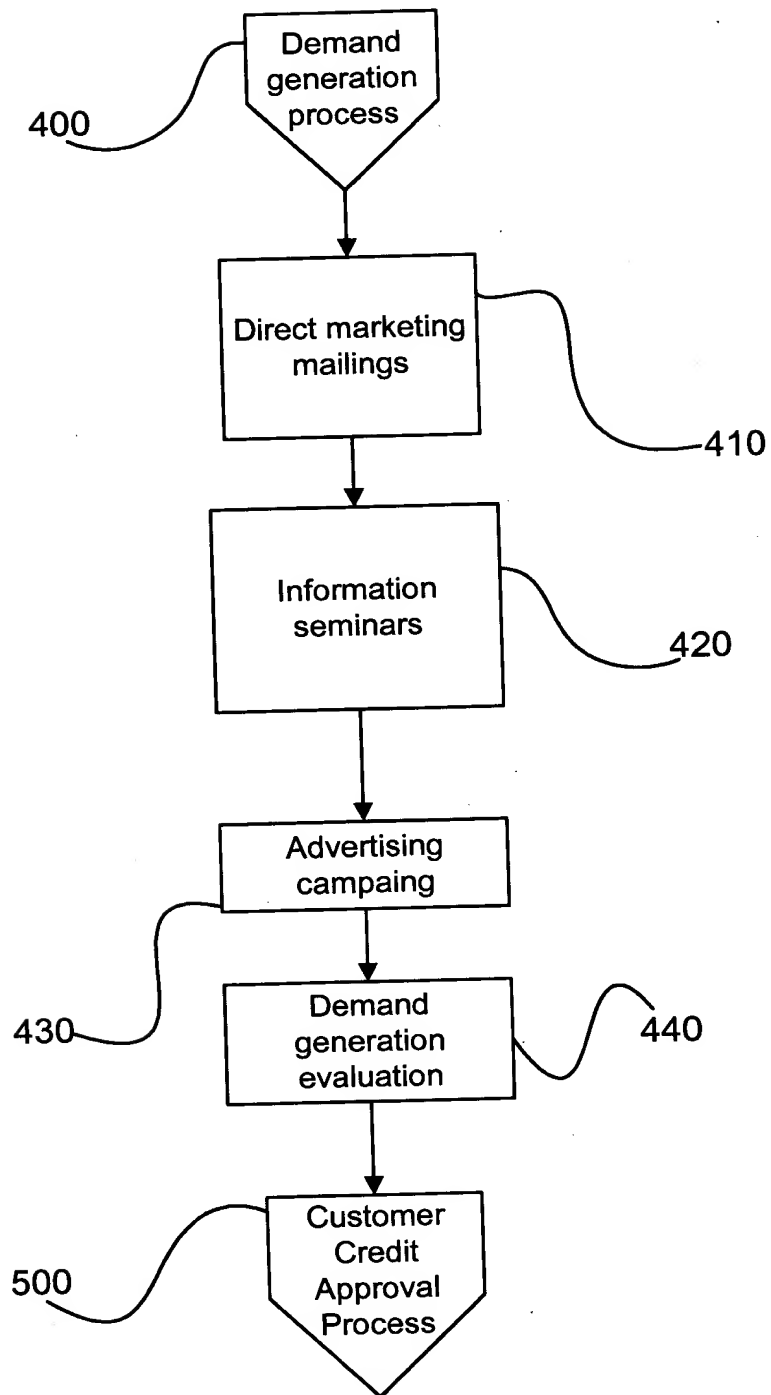 Demand
generation
process
400
Direct marketing
mailings
410
Information
seminars
420
Advertising
campaing
430
Demand
generation
evaluation
440
Customer
Credit
Approval
Process
500